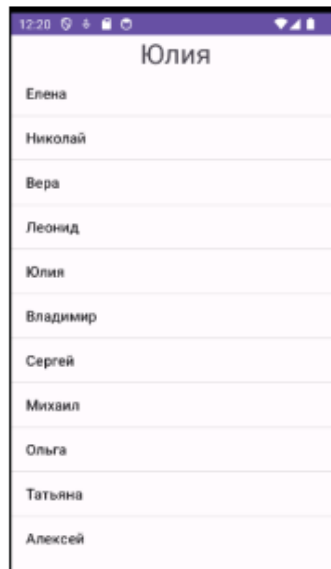 12:20
Юлия
Елена
Николай
Вера
Леонид
Юлия
Владимир
Сергей
Михаил
Ольга
Татьяна
Алексей